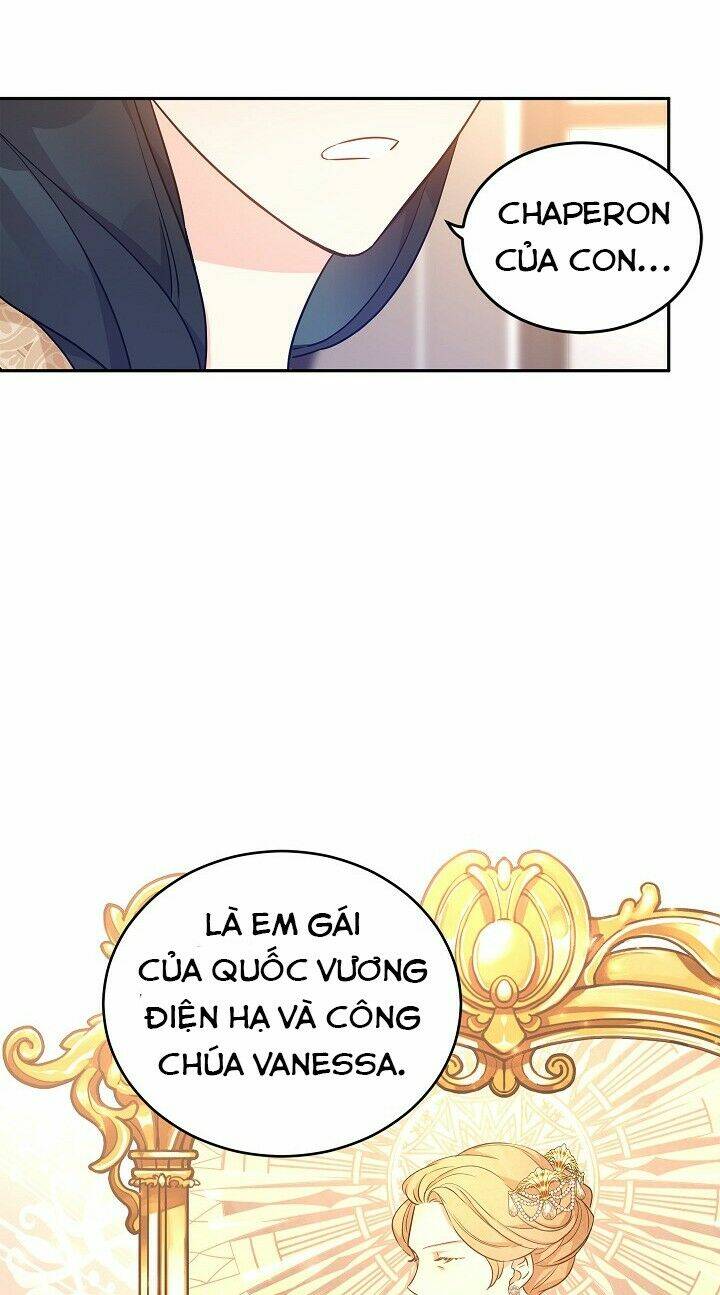 CHAPERON
CỦA CON...
LÀ EM GÁI
CỦA QUỐC VƯƠNG
ĐIỆN HẠ VÀ CÔNG
CHÚA VANESSA.